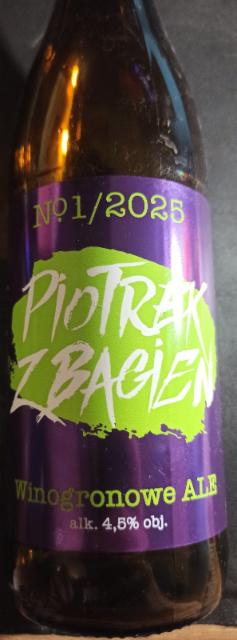 No1/2025
PIOTREK
Z BAGIEN
Winogronowe ALE
alk. 4,5% obj.